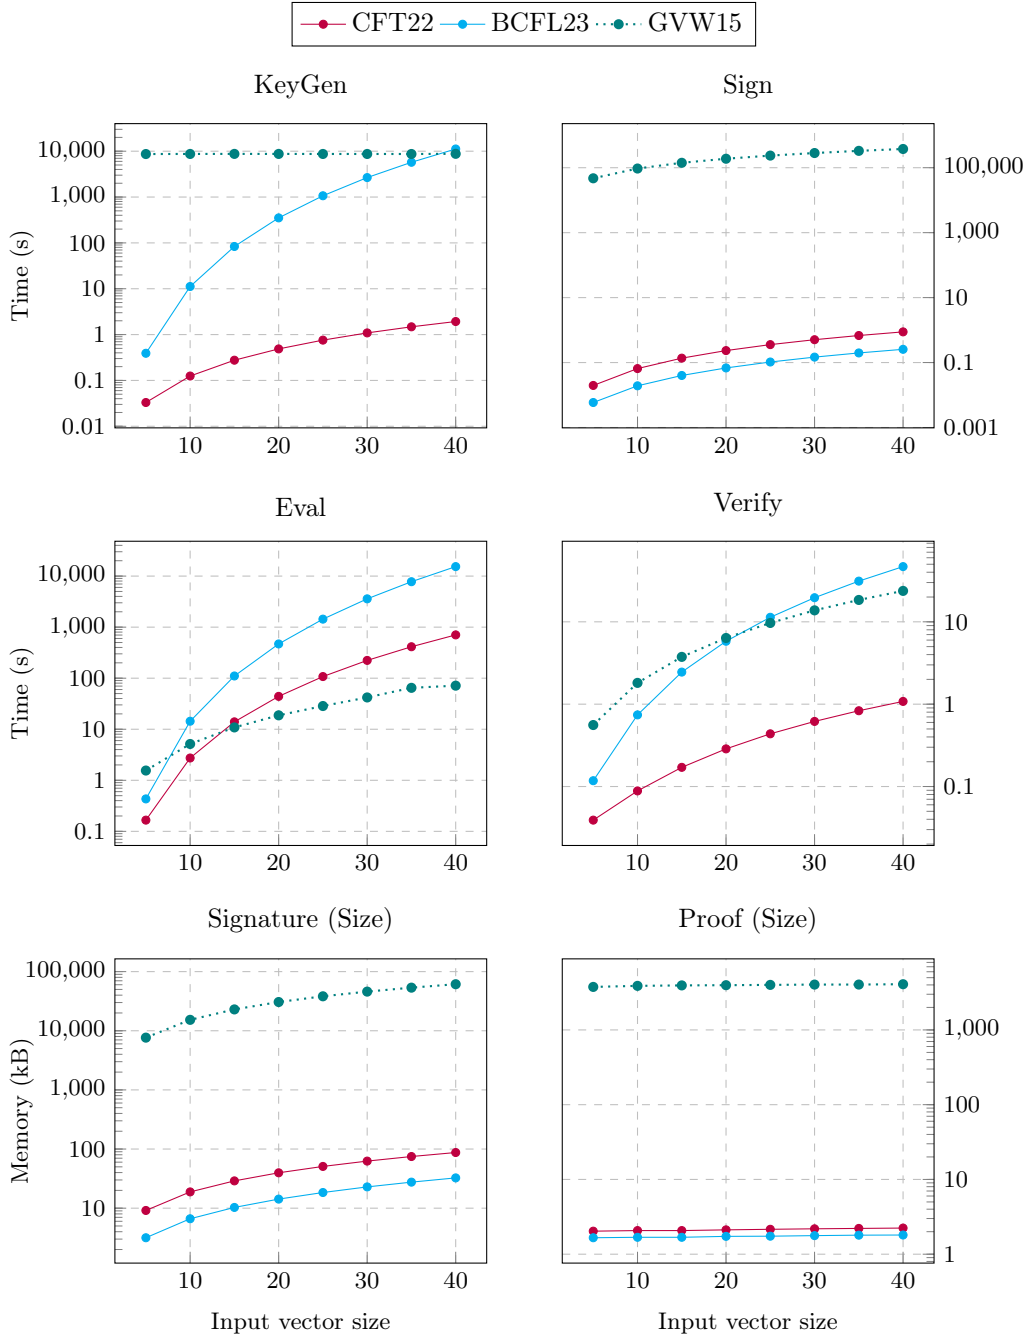 CFT22 BCFL23 GVW15
KeyGen
Sign
Time (s)
10,000
1,000
100
10
1
0.1
0.01
10 20 30 40
100,000
1,000
10
0.1
0.001
10 20 30 40
Eval
Verify
Time (s)
10,000
1,000
100
10
1
0.1
10 20 30 40
10
1
0.1
10 20 30 40
Signature (Size)
Proof (Size)
Memory (kB)
100,000
10,000
1,000
100
10
10 20 30 40
Input vector size
1,000
100
10
1
10 20 30 40
Input vector size